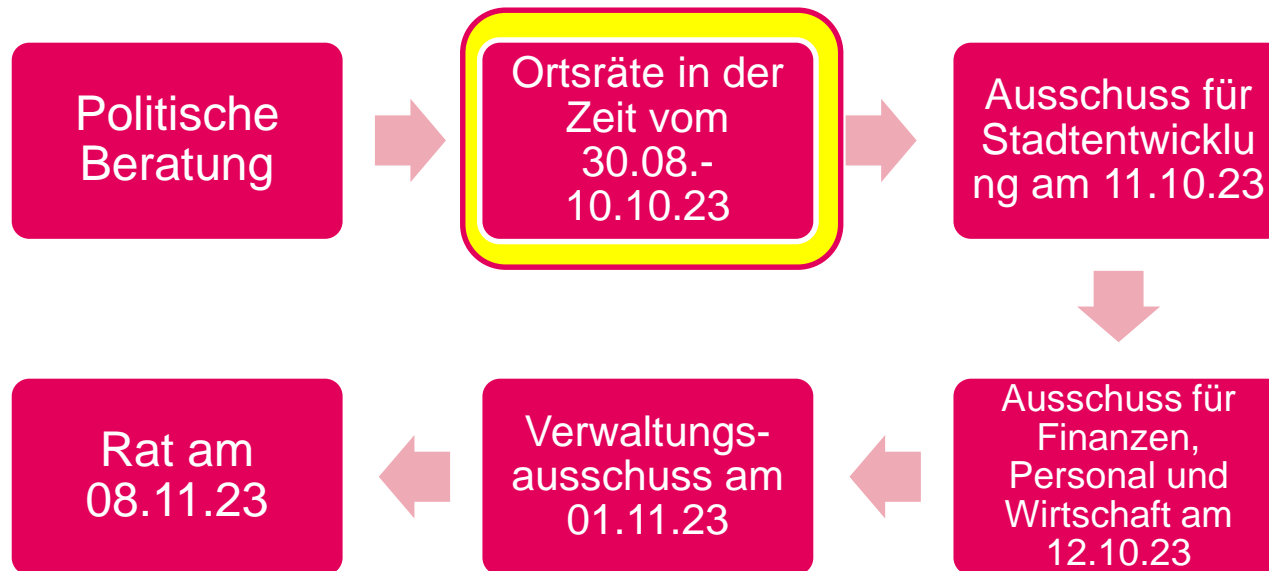 Politische
Beratung
Ortsräte in der
Zeit vom
30.08.-
10.10.23
Ausschuss für
Stadtentwicklu
ng am 11.10.23
Ausschuss für
Finanzen,
Personal und
Wirtschaft am
12.10.23
Verwaltungs-
ausschuss am
01.11.23
Rat am
08.11.23